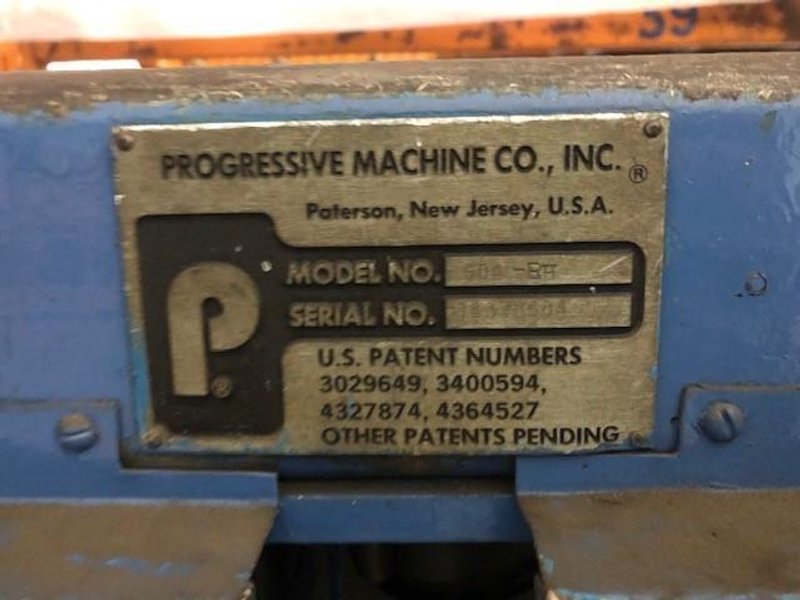 39
PROGRESSIVE MACHINE CO., INC. ®
Paterson, New Jersey, U.S.A.
P®
MODEL NO.
SERIAL NO.
U.S. PATENT NUMBERS
3029649, 3400594,
4327874, 4364527
OTHER PATENTS PENDING